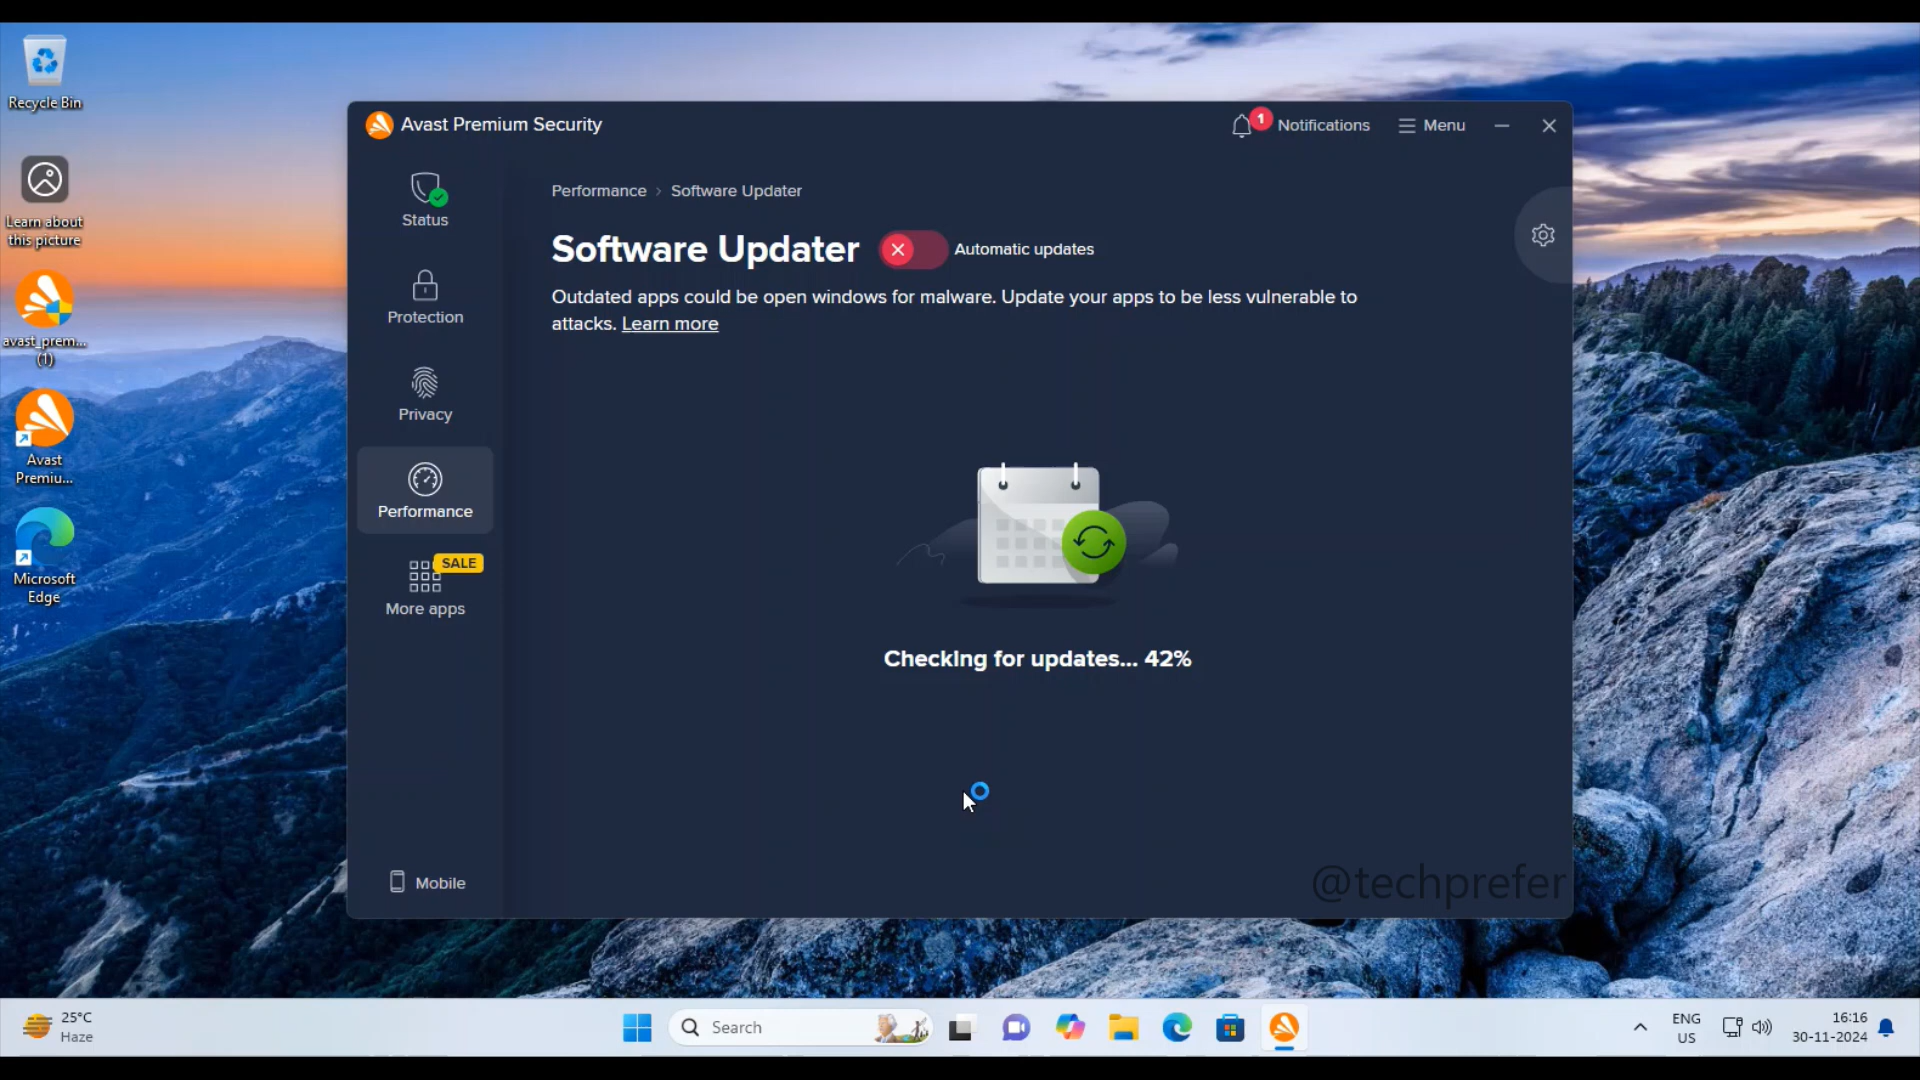 Recycle Bin
Learn about
this picture
avast_prem...
(1)
Avast
Premiu...
Microsoft
Edge
Avast Premium Security
1
Notifications
Menu
Status
Protection
Privacy
Performance
SALE
More apps
Mobile
Performance › Software Updater
Software Updater
Automatic updates
Outdated apps could be open windows for malware. Update your apps to be less vulnerable to
attacks. Learn more
Checking for updates... 42%
@techprefer
25°C
Haze
Search
ENG
US
16:16
30-11-2024